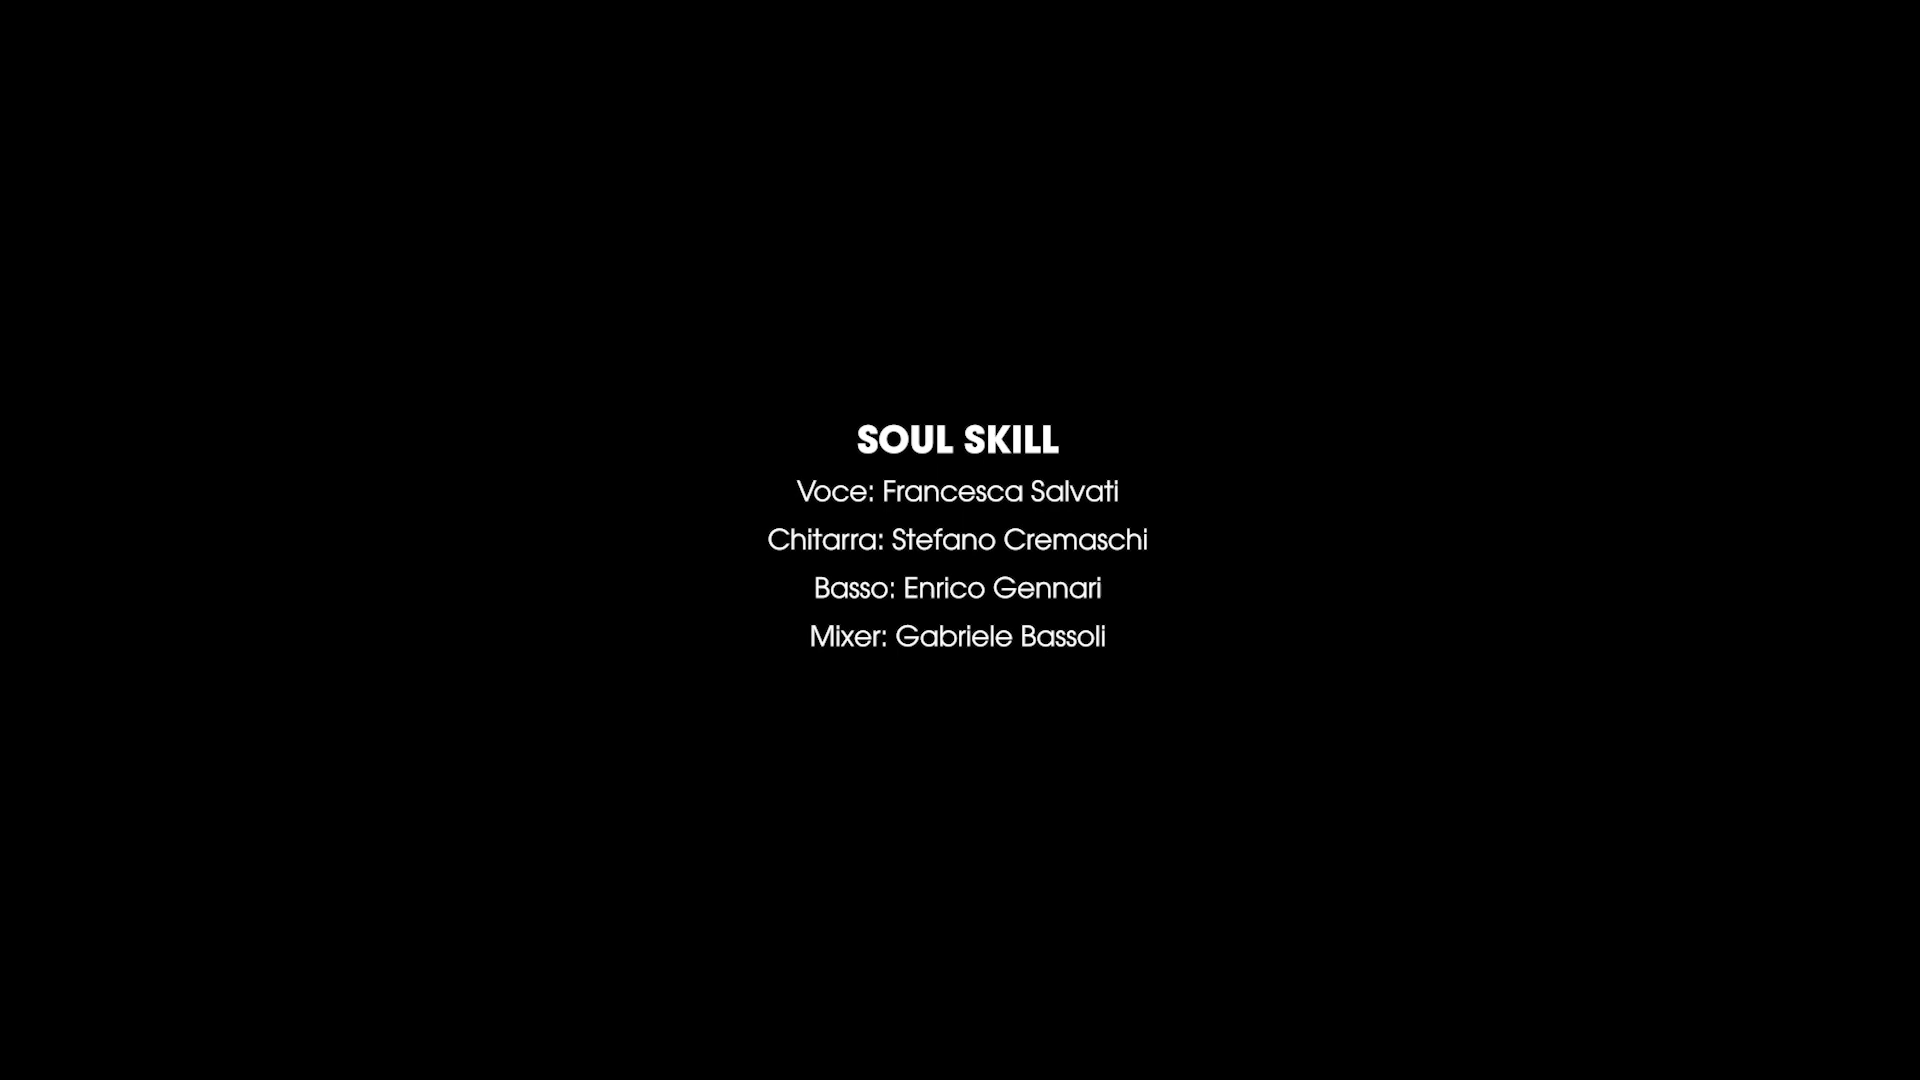 SOUL SKILL
Voce: Francesca Salvati
Chitarra: Stefano Cremaschi
Basso: Enrico Gennari
Mixer: Gabriele Bassoli